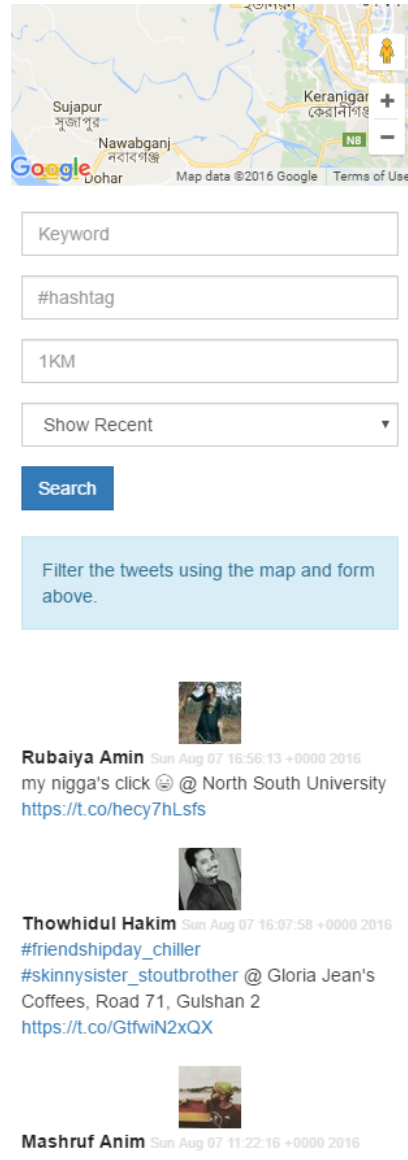 Sujapur
সুজাপুর
Nawabganj
নবাবগঞ্জ
Dohar
N8
+
−
Google
Map data ©2016 Google Terms of Use
Keyword
#hashtag
1KM
Show Recent
Search
Filter the tweets using the map and form
above.
Rubaiya Amin Sun Aug 07 16:56:13 +0000 2016
my nigga's click 😀 @ North South University
https://t.co/hecy7hLsfs
Thowhidul Hakim Sun Aug 07 16:07:58 +0000 2016
#friendshipday_chiller
#skinnysister_stoutbrother @ Gloria Jean's
Coffees, Road 71, Gulshan 2
https://t.co/GtfwiN2xQX
Mashruf Anim Sun Aug 07 11:22:16 +0000 2016